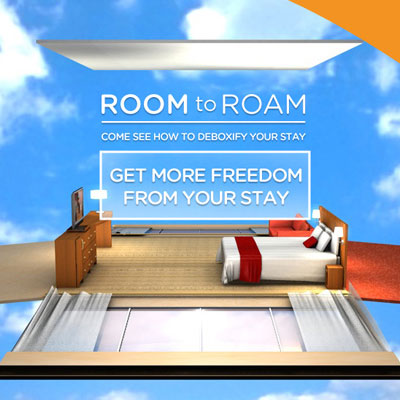 ROOM to ROAM
COME SEE HOW TO DEBOXIFY YOUR STAY
GET MORE FREEDOM
FROM YOUR STAY